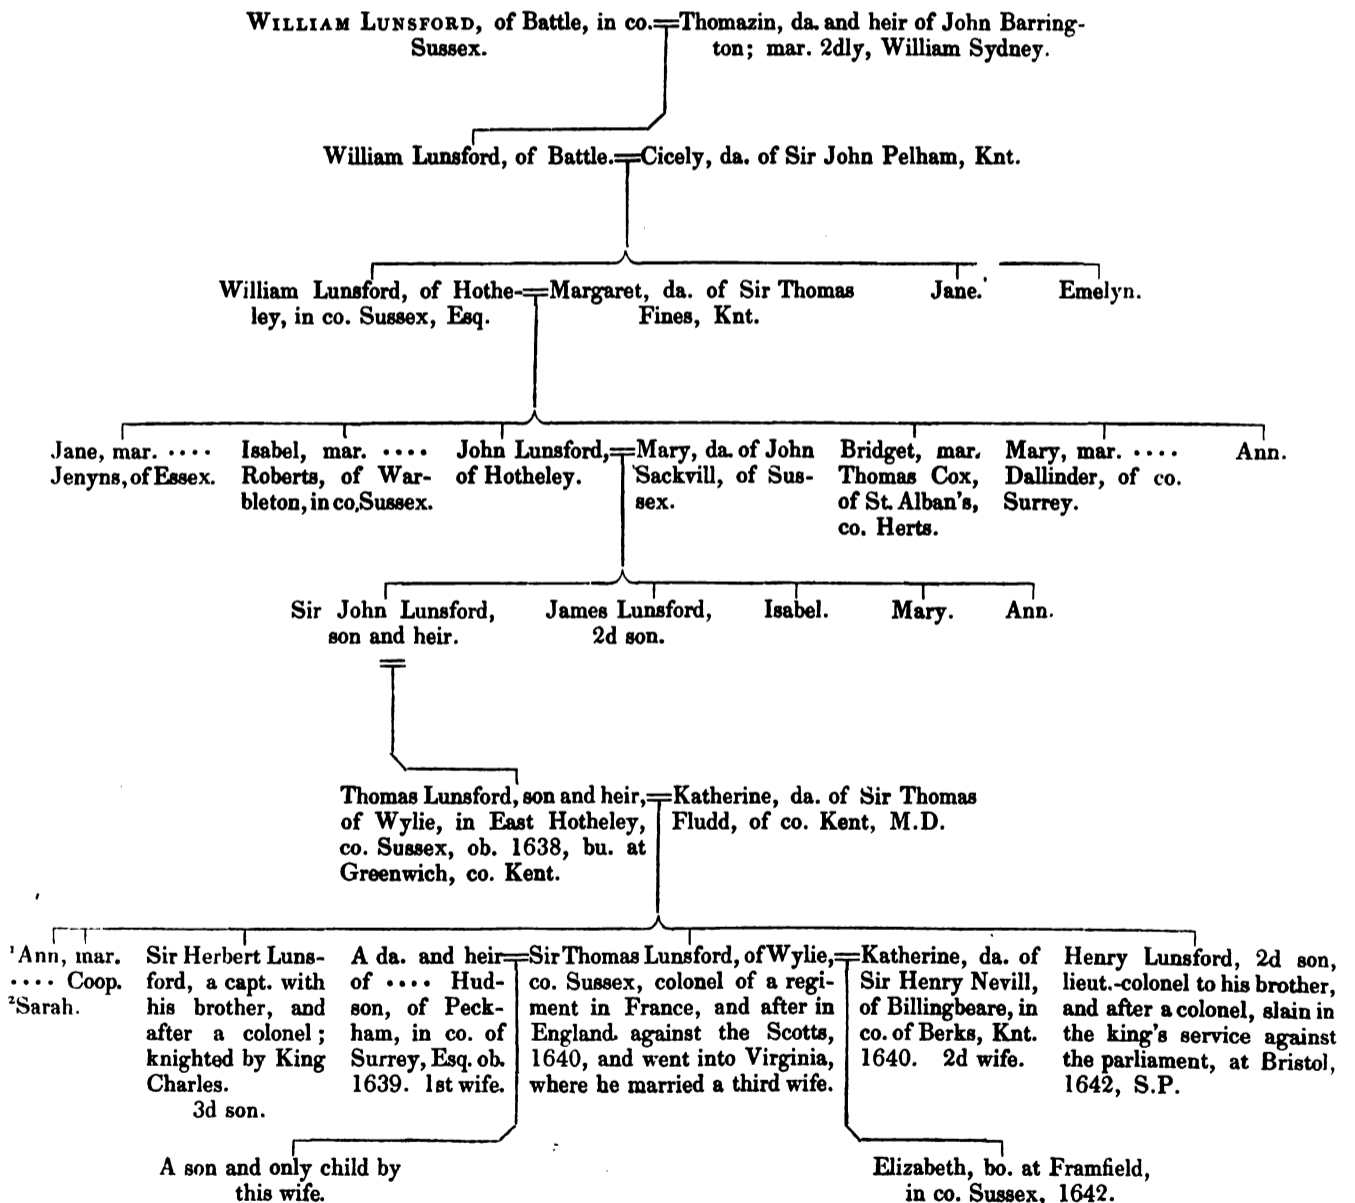 WILLIAM LUNSFORD, of Battle, in co.
Sussex.
Thomazin, da. and heir of John Barring-
ton; mar. 2dly, William Sydney.
William Lunsford, of Battle.
Cicely, da. of Sir John Pelham, Knt.
William Lunsford, of Hothe-
ley, in co. Sussex, Esq.
Margaret, da. of Sir Thomas
Fines, Knt.
Jane.
Emelyn.
Jane, mar. ····
Jenyns, of Essex.
Isabel, mar. ····
Roberts, of War-
bleton, in co. Sussex.
John Lunsford,
of Hotheley.
Mary, da. of John
Sackvill, of Sus-
sex.
Bridget, mar.
Thomas Cox,
of St. Alban's,
co. Herts.
Mary, mar. ····
Dallinder, of co.
Surrey.
Ann.
Sir John Lunsford,
son and heir.
James Lunsford,
2d son.
Isabel.
Mary.
Ann.
Thomas Lunsford, son and heir,
of Wylie, in East Hotheley,
co. Sussex, ob. 1638, bu. at
Greenwich, co. Kent.
Katherine, da. of Sir Thomas
Fludd, of co. Kent, M.D.
¹Ann, mar.
···· Coop.
²Sarah.
Sir Herbert Luns-
ford, a capt. with
his brother, and
after a colonel;
knighted by King
Charles.
3d son.
A da. and heir
of ···· Hud-
son, of Peck-
ham, in co. of
Surrey, Esq. ob.
1639. 1st wife.
Sir Thomas Lunsford, of Wylie,
co. Sussex, colonel of a regi-
ment in France, and after in
England against the Scotts,
1640, and went into Virginia,
where he married a third wife.
Katherine, da. of
Sir Henry Nevill,
of Billingbeare, in
co. of Berks, Knt.
1640. 2d wife.
Henry Lunsford, 2d son,
lieut.-colonel to his brother,
and after a colonel, slain in
the king's service against
the parliament, at Bristol,
1642, S.P.
A son and only child by
this wife.
Elizabeth, bo. at Framfield,
in co. Sussex, 1642.